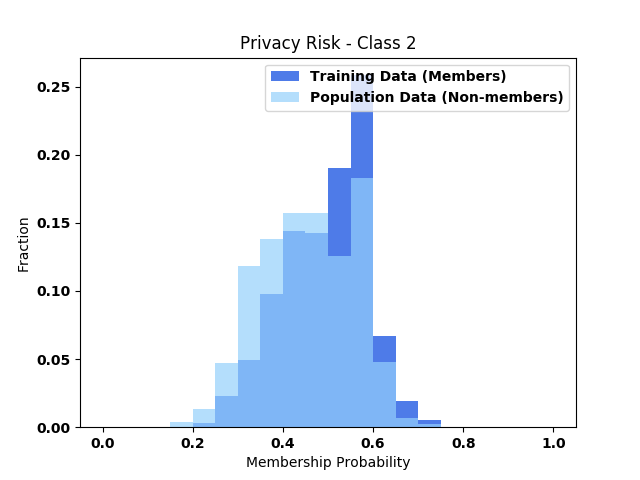 Privacy Risk - Class 2
Training Data (Members)
Population Data (Non-members)
0.25
0.20
0.15
0.10
0.05
0.00
Fraction
0.0 0.2 0.4 0.6 0.8 1.0
Membership Probability